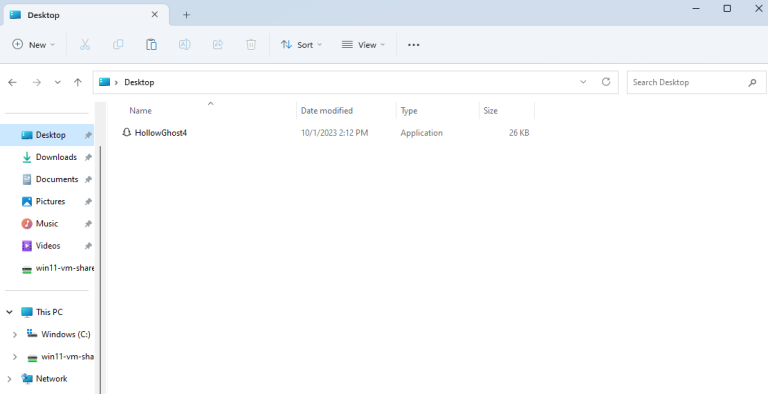 Desktop
New Sort View
Desktop Search Desktop
Name Date modified Type Size
Desktop
HollowGhost4 10/1/2023 2:12 PM Application 26 KB
Downloads
Documents
Pictures
Music
Videos
win11-vm-share
This PC
Windows (C:)
win11-vm-sha
Network